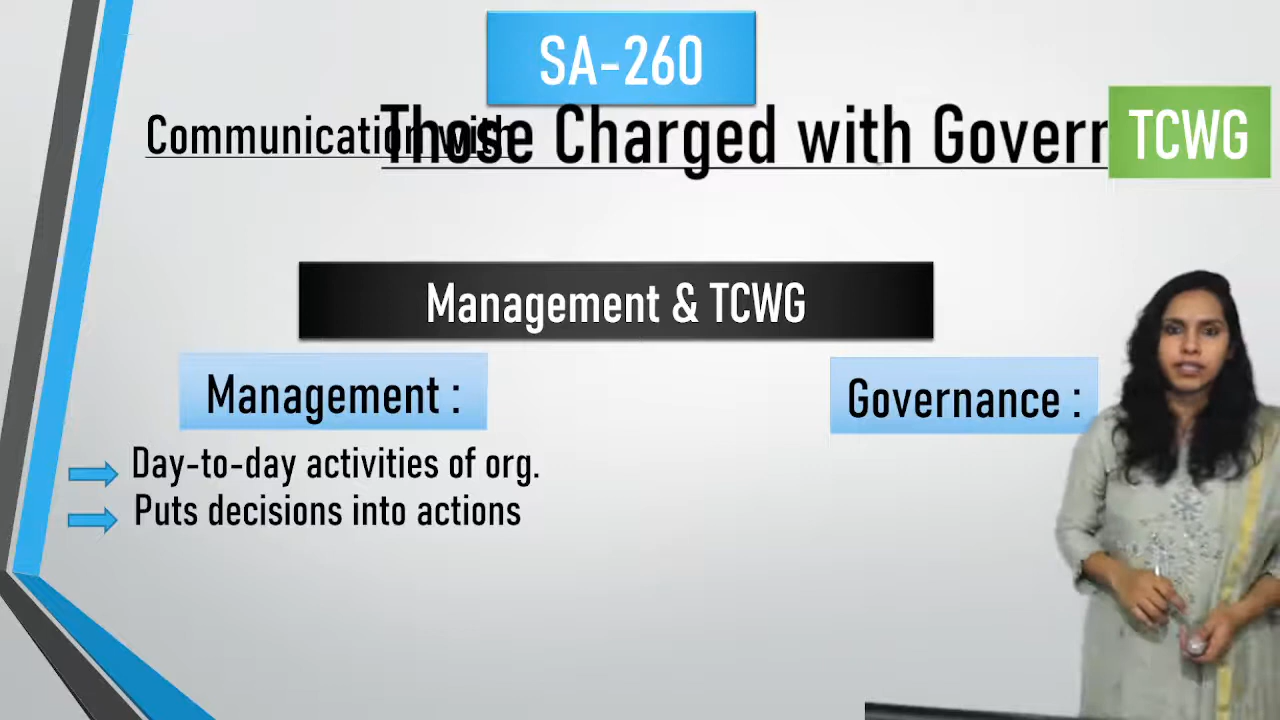 SA-260
Communication with
Those Charged with Govern
TCWG
Management & TCWG
Management :
Governance :
Day-to-day activities of org.
Puts decisions into actions